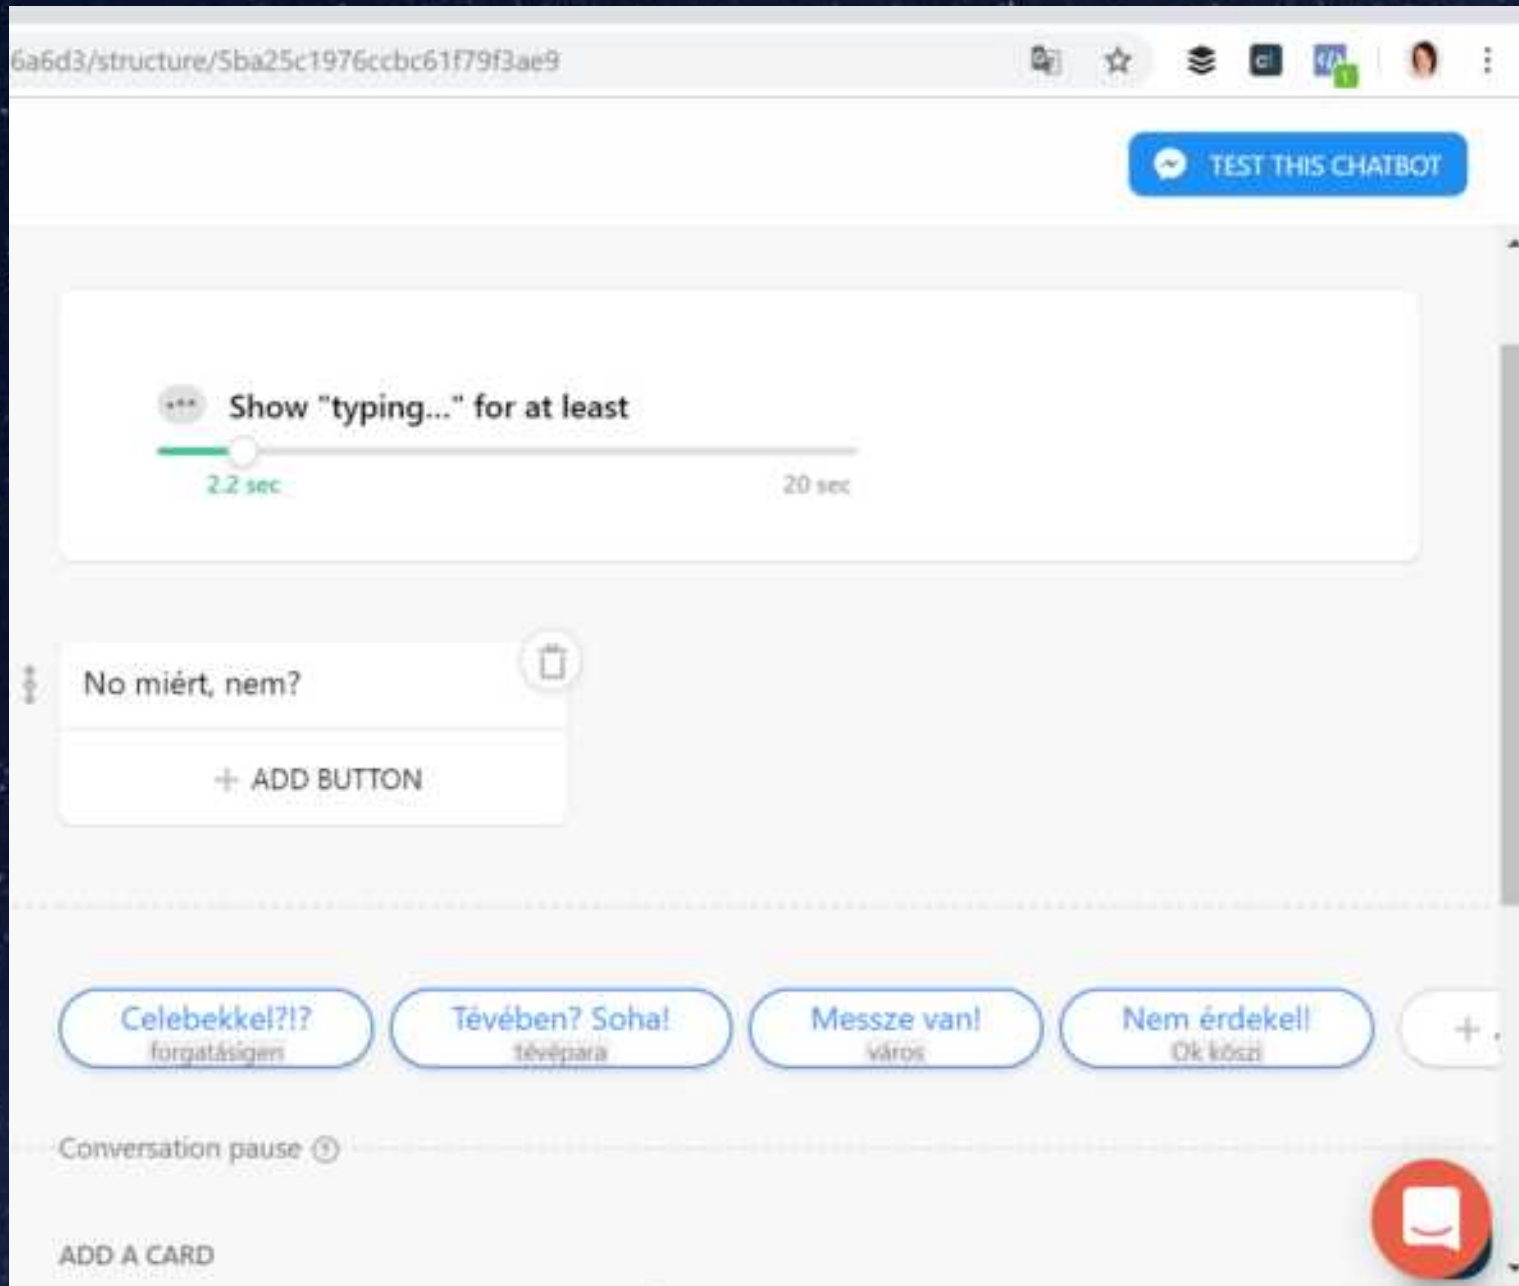 6a6d3/structure/5ba25c1976ccbc61f79f3ae9
TEST THIS CHATBOT
Show "typing..." for at least
2.2 sec
20 sec
No miért, nem?
+ ADD BUTTON
Celebekkel?!?
forgatásigen
Tévében? Soha!
tévépara
Messze van!
város
Nem érdekel!
Ok köszi
Conversation pause
ADD A CARD